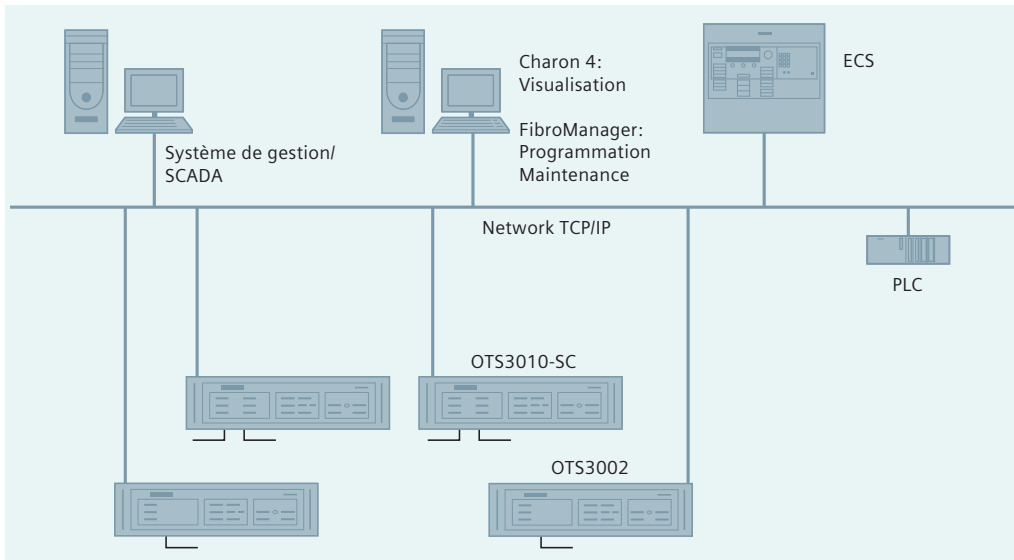 Charon 4:
Visualisation
FibroManager:
Programmation
Maintenance
ECS
Système de gestion/
SCADA
Network TCP/IP
PLC
OTS3010-SC
OTS3002